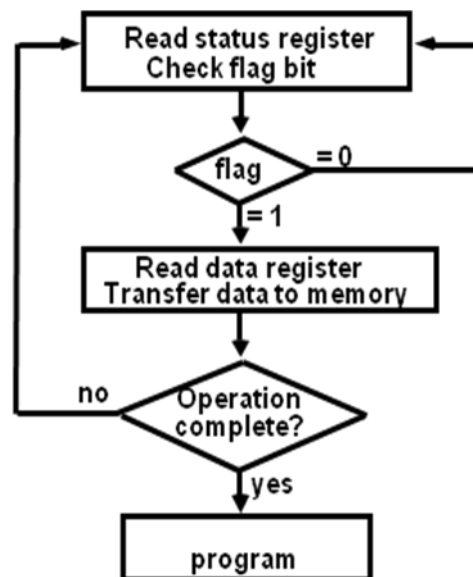 Read status register
Check flag bit
flag
= 0
= 1
Read data register
Transfer data to memory
no
Operation
complete?
yes
program